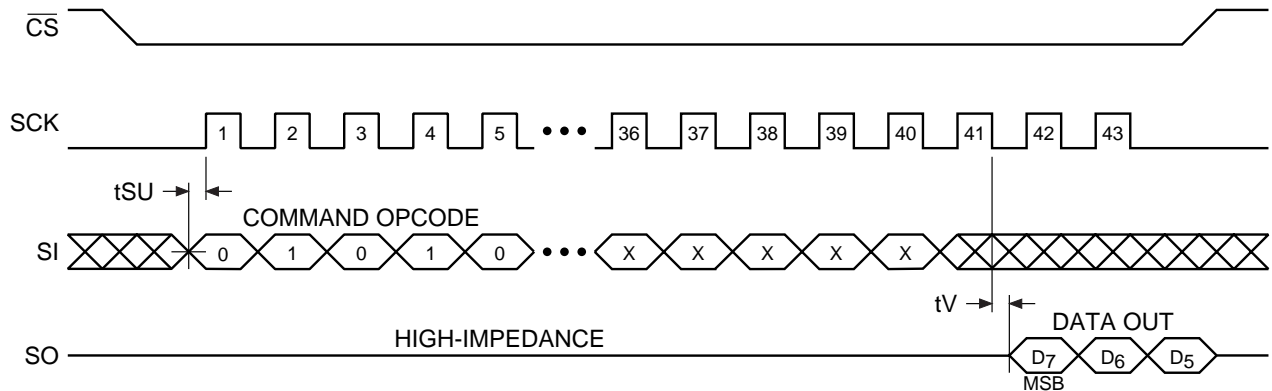 CS
SCK 1 2 3 4 5 ••• 36 37 38 39 40 41 42 43
tSU
COMMAND OPCODE
SI 0 1 0 1 0 ••• X X X X X
tV
HIGH-IMPEDANCE DATA OUT
SO D7 D6 D5
MSB